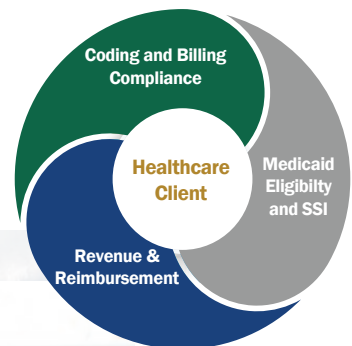 Coding and Billing
Compliance
Healthcare
Client
Medicaid
Eligibilty
and SSI
Revenue &
Reimbursement